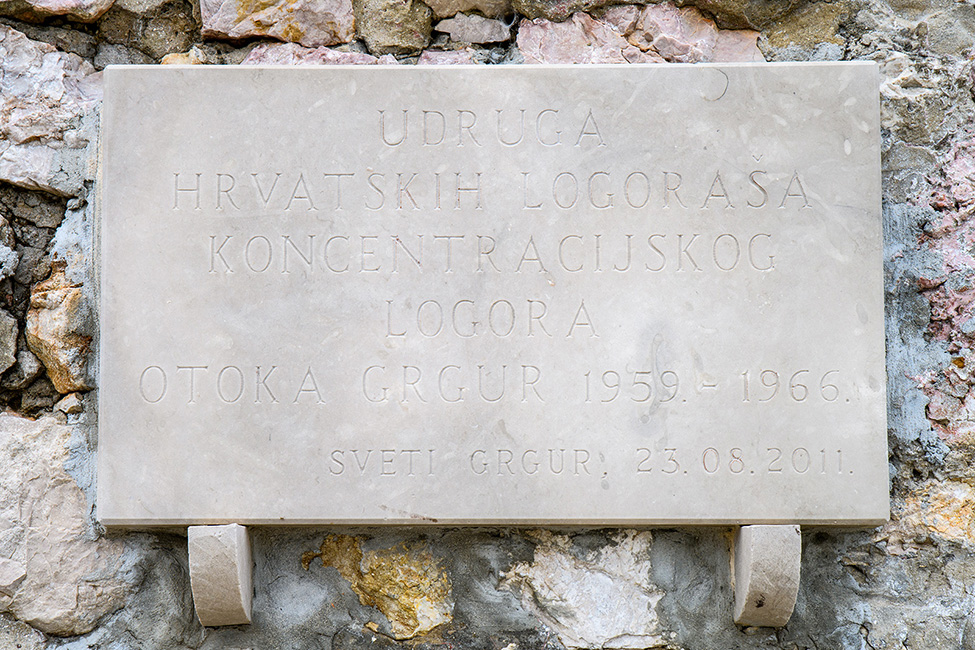 UDRUGA
HRVATSKIH LOGORAŠA
KONCENTRACIJSKOG
LOGORA
OTOKA GRGUR 1959. - 1966.
SVETI GRGUR, 23.08.2011.